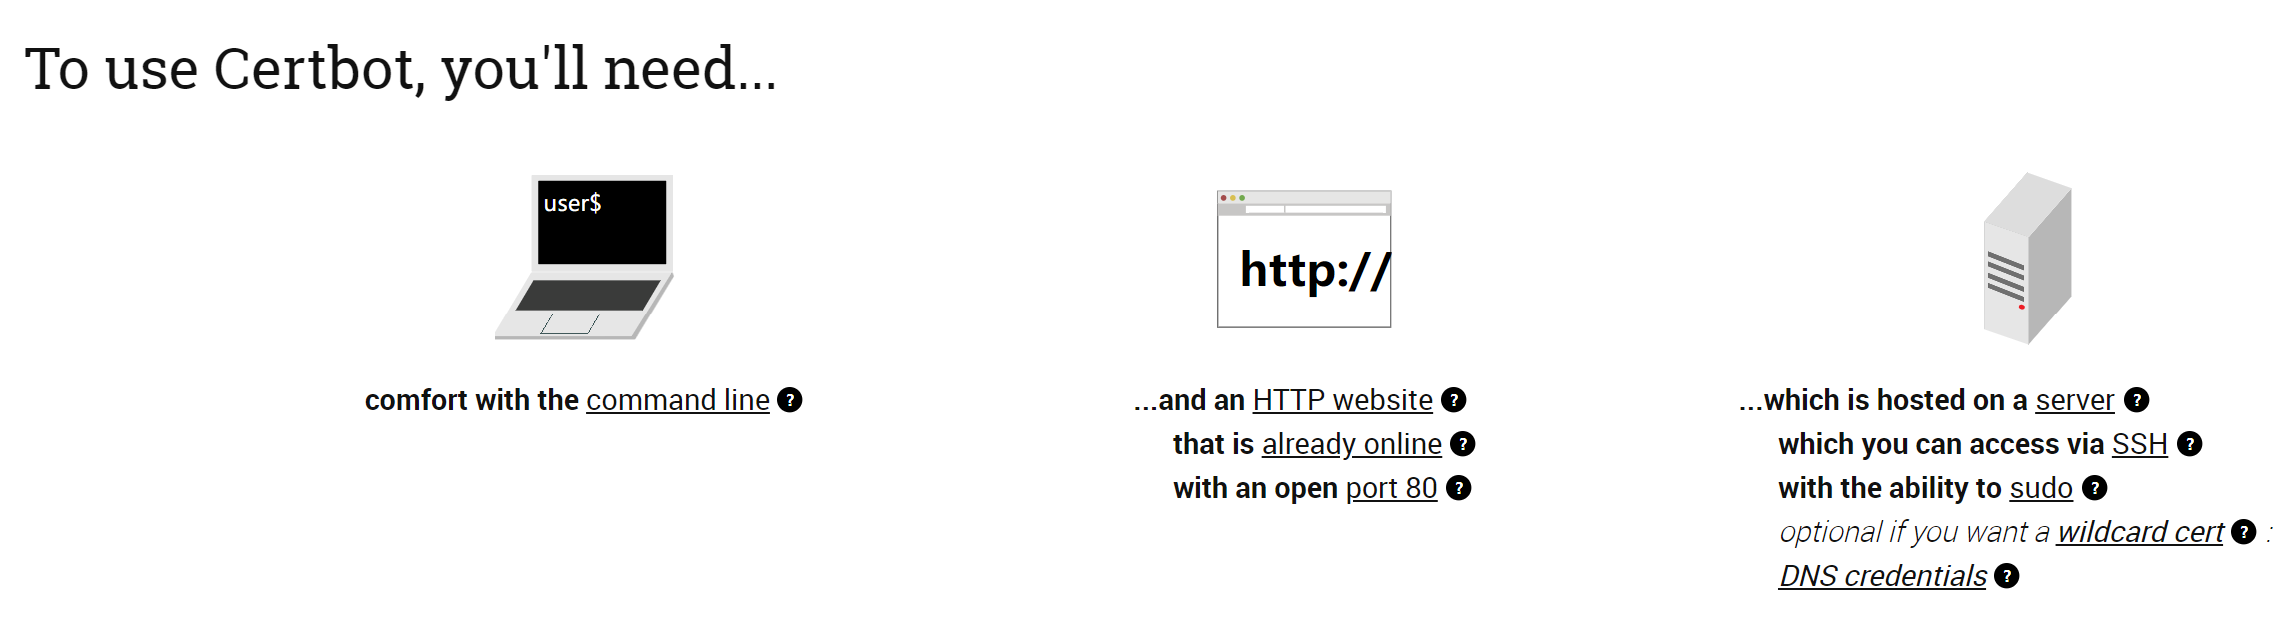 To use Certbot, you'll need...
user$
comfort with the command line ?
http://
...and an HTTP website ?
that is already online ?
with an open port 80 ?
...which is hosted on a server ?
which you can access via SSH ?
with the ability to sudo ?
optional if you want a wildcard cert ? :
DNS credentials ?